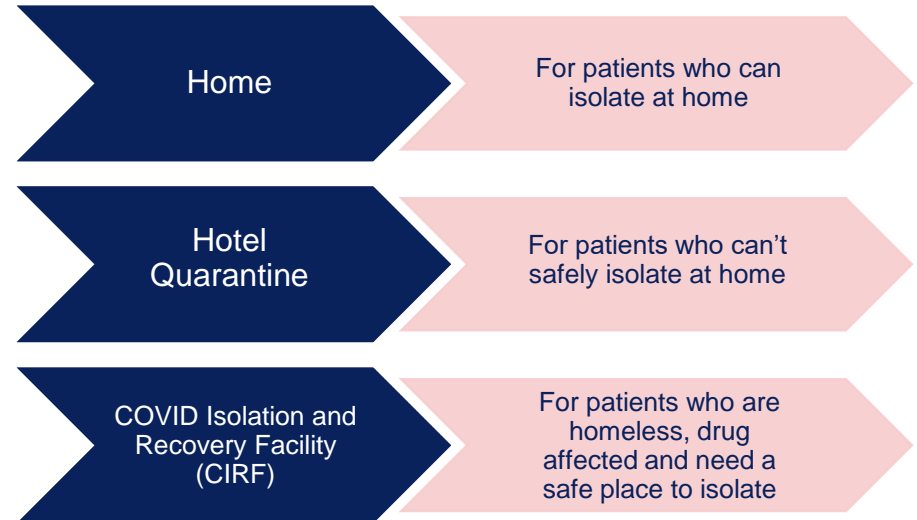 Home
For patients who can
isolate at home
Hotel
Quarantine
For patients who can’t
safely isolate at home
COVID Isolation and
Recovery Facility
(CIRF)
For patients who are
homeless, drug
affected and need a
safe place to isolate